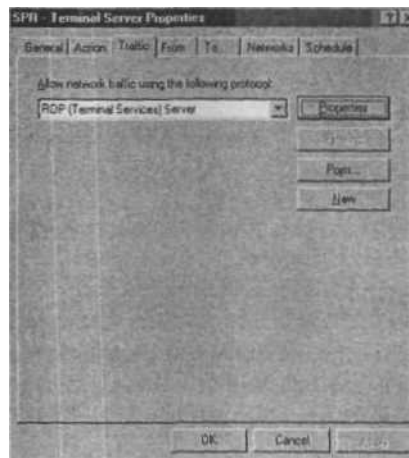 SPR - Terminal Server Properties
General Action Traffic From To Networks Schedule
Allow network traffic using the following protocol:
RDP (Terminal Services) Server
Properties
Ports...
New
OK
Cancel